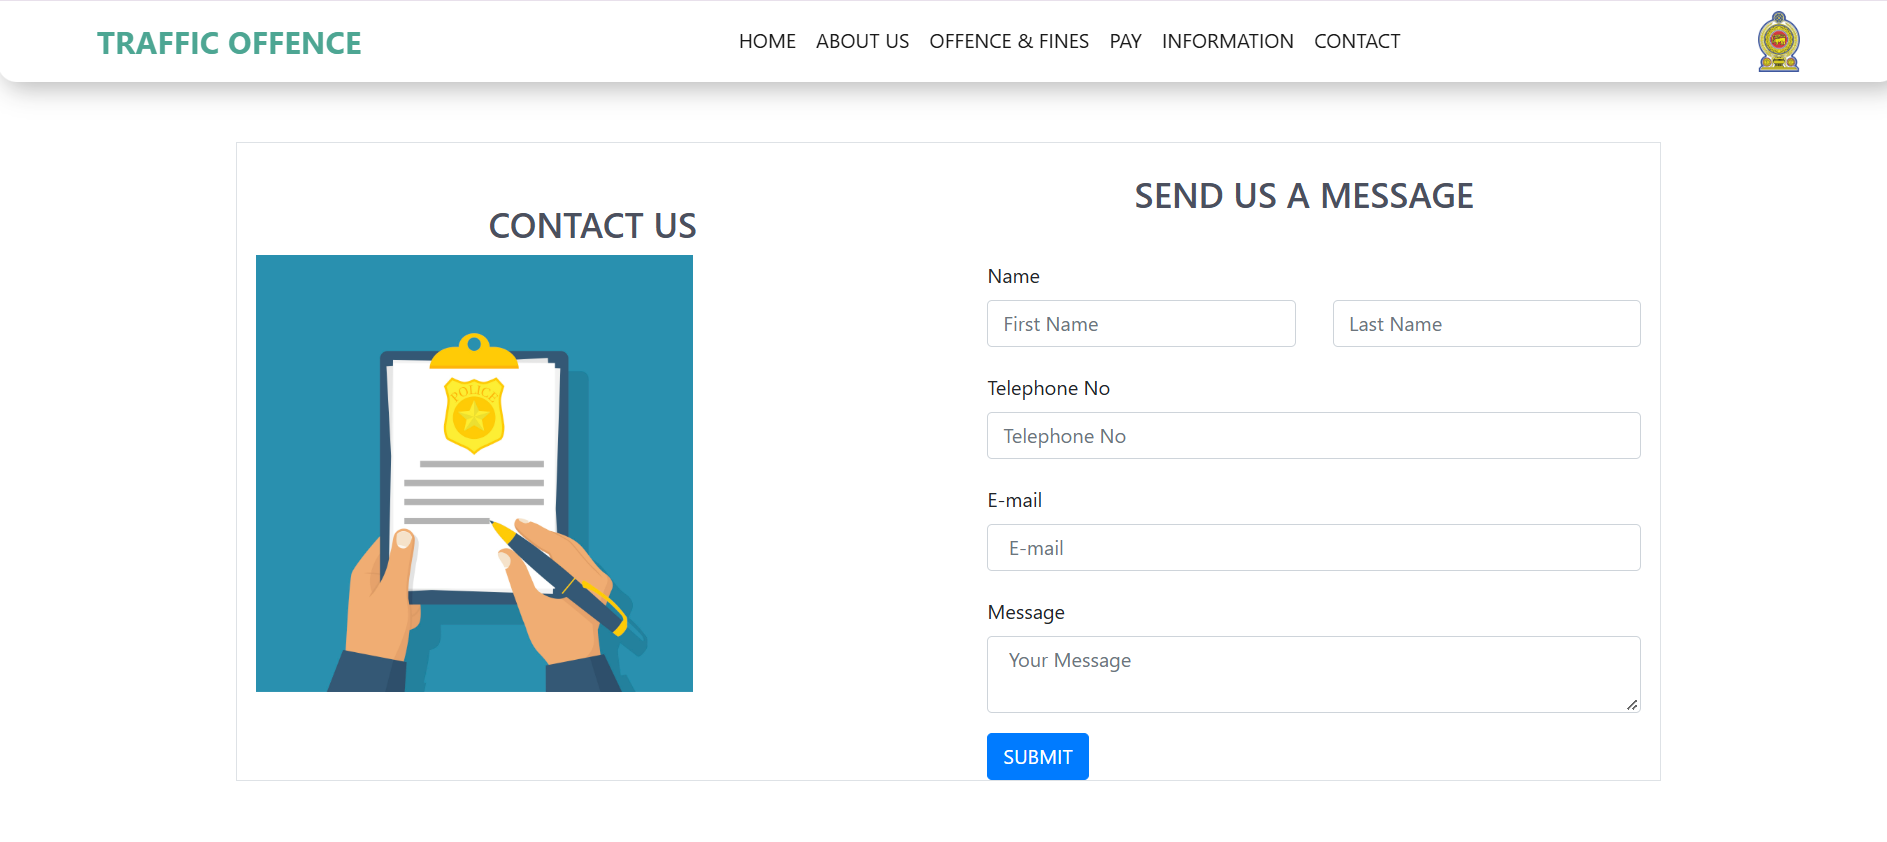 TRAFFIC OFFENCE
HOME ABOUT US OFFENCE & FINES PAY INFORMATION CONTACT
CONTACT US
POLICE
SEND US A MESSAGE
Name
First Name Last Name
Telephone No
Telephone No
E-mail
E-mail
Message
Your Message
SUBMIT